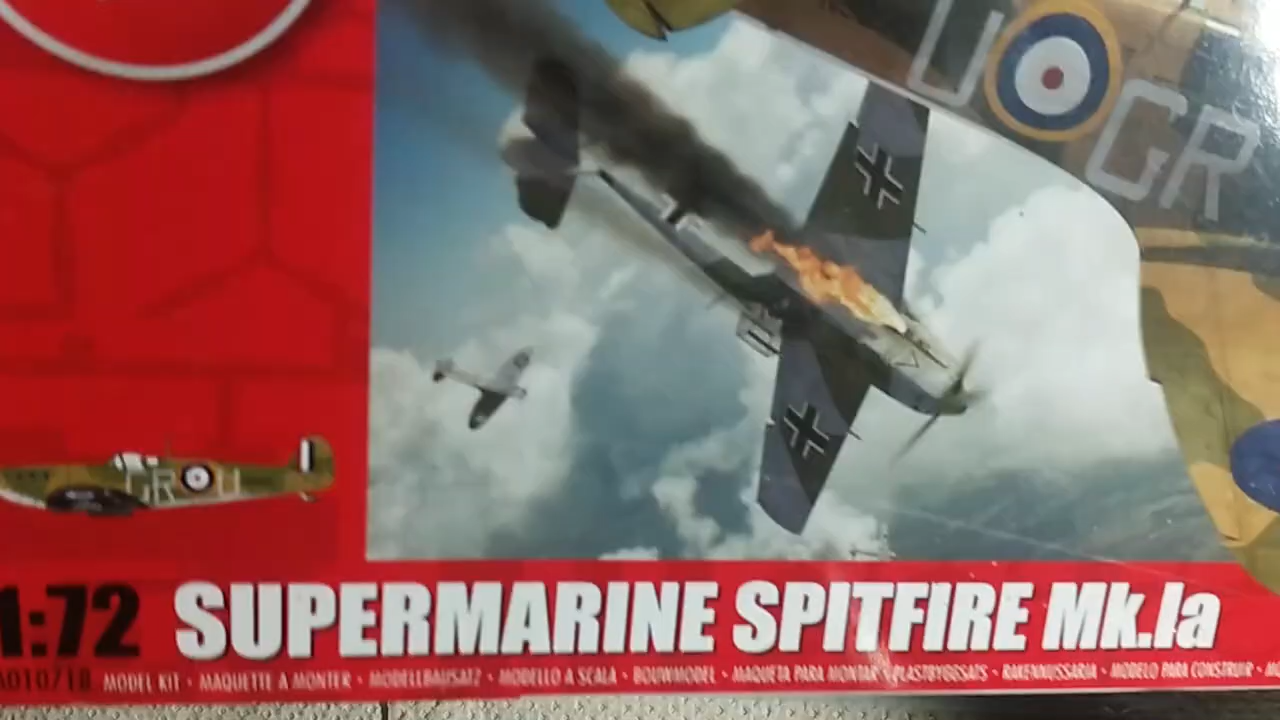 U GR
GR U
1:72 SUPERMARINE SPITFIRE Mk.Ia
A01071B MODEL KIT • MAQUETTE A MONTER • MODELLBAUSATZ • MODELLO A SCALA • BOUWMODEL • MAQUETA PARA MONTAR • PLASTBYGGSATS • RAKENNUSSARJA • MODELO PARA CONSTRUIR •